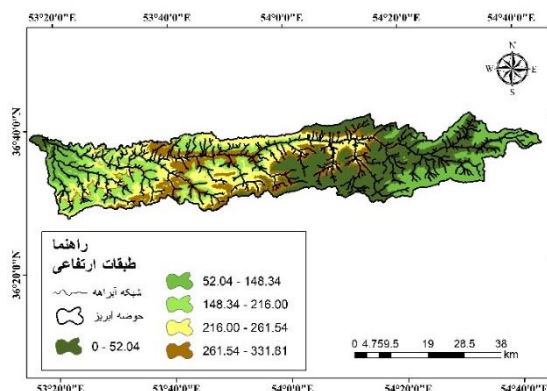 53°20'0"E 53°40'0"E 54°0'0"E 54°20'0"E 54°40'0"E
N
W E
S
36°40'0"N
36°20'0"N
راهنما
طبقات ارتفاعی
شبکه آبراهه
حوضه آبریز
0 - 52.04
52.04 - 148.34
148.34 - 216.00
216.00 - 261.54
261.54 - 331.81
0 4.75 9.5 19 28.5 38
km
53°20'0"E 53°40'0"E 54°0'0"E 54°20'0"E 54°40'0"E